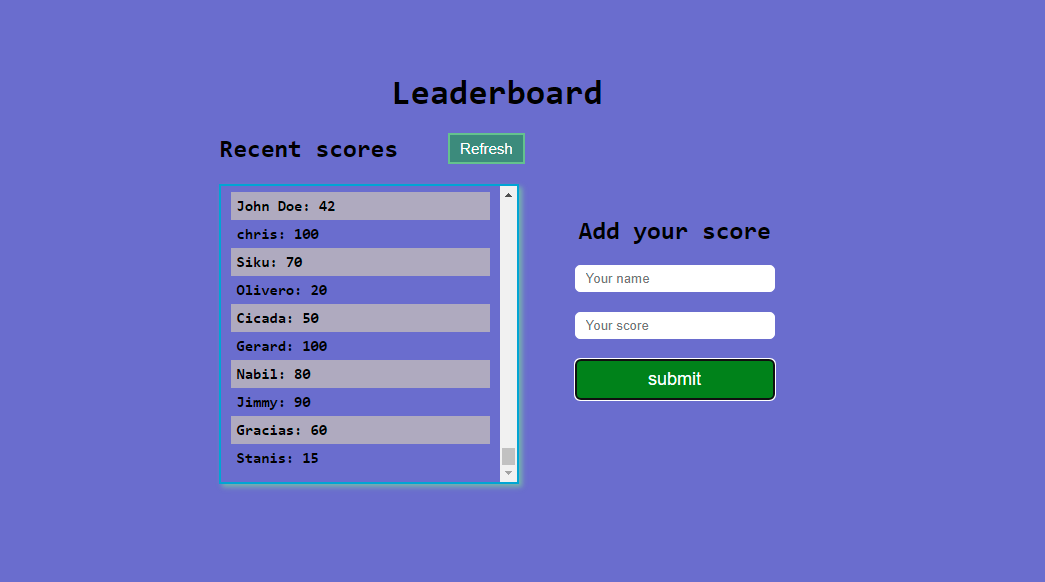 Leaderboard
Recent scores
Refresh
John Doe: 42
chris: 100
Siku: 70
Olivero: 20
Cicada: 50
Gerard: 100
Nabil: 80
Jimmy: 90
Gracias: 60
Stanis: 15
Add your score
Your name
Your score
submit